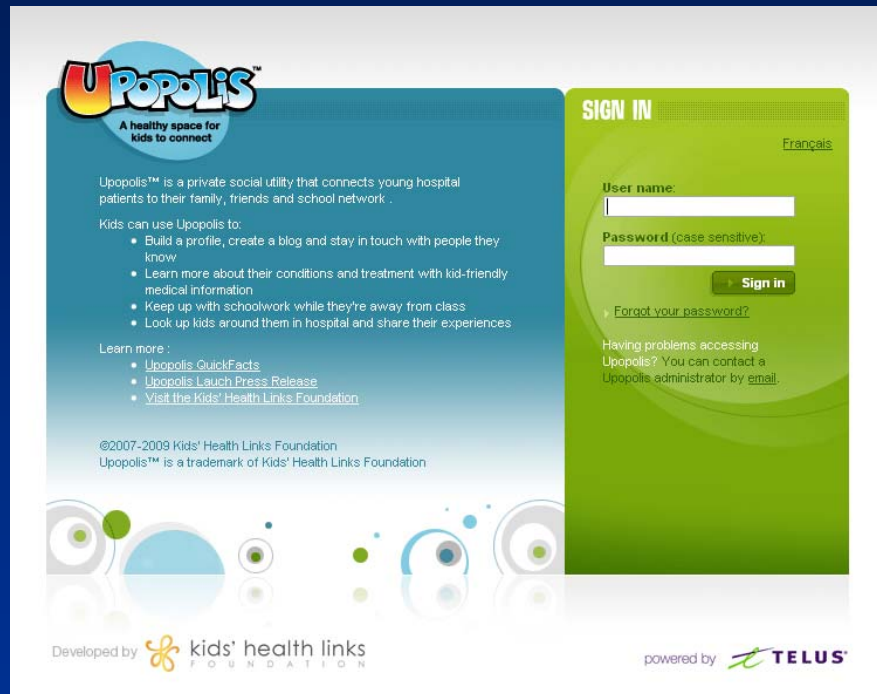 UPOPOLIS™
A healthy space for
kids to connect
Upopolis™ is a private social utility that connects young hospital
patients to their family, friends and school network .
Kids can use Upopolis to:
Build a profile, create a blog and stay in touch with people they
know
Learn more about their conditions and treatment with kid-friendly
medical information
Keep up with schoolwork while they're away from class
Look up kids around them in hospital and share their experiences
Learn more :
Upopolis QuickFacts
Upopolis Lauch Press Release
Visit the Kids' Health Links Foundation
©2007-2009 Kids' Health Links Foundation
Upopolis™ is a trademark of Kids' Health Links Foundation
SIGN IN
Français
User name:
Password (case sensitive):
Sign in
Forgot your password?
Having problems accessing
Upopolis? You can contact a
Upopolis administrator by email.
Developed by kids' health links
FOUNDATION
powered by TELUS®